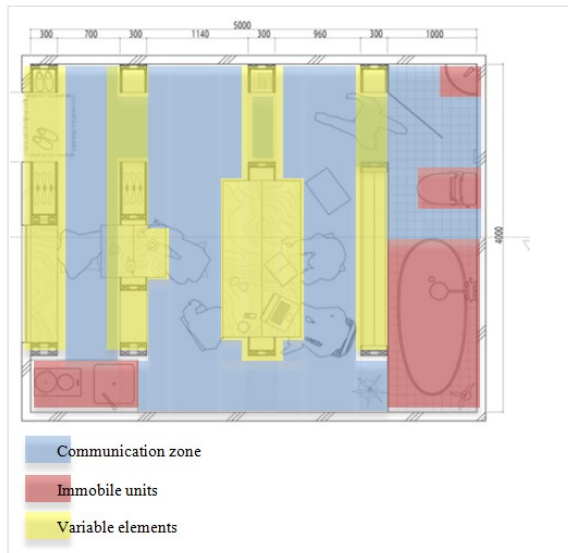 5000
300 700 300 1140 300 960 300 1000
4000
Communication zone
Immobile units
Variable elements